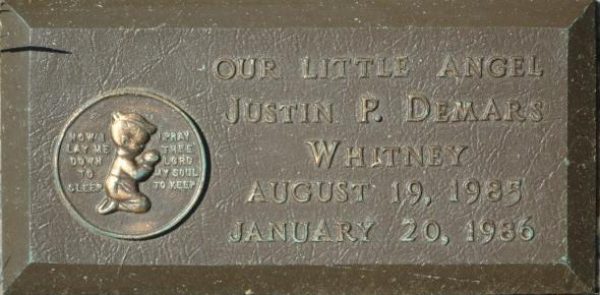 OUR LITTLE ANGEL
JUSTIN P. DEMARS
WHITNEY
AUGUST 19, 1985
JANUARY 20, 1986
NOW I
LAY ME
DOWN
TO
SLEEP
I PRAY
THEE
LORD
MY SOUL
TO KEEP